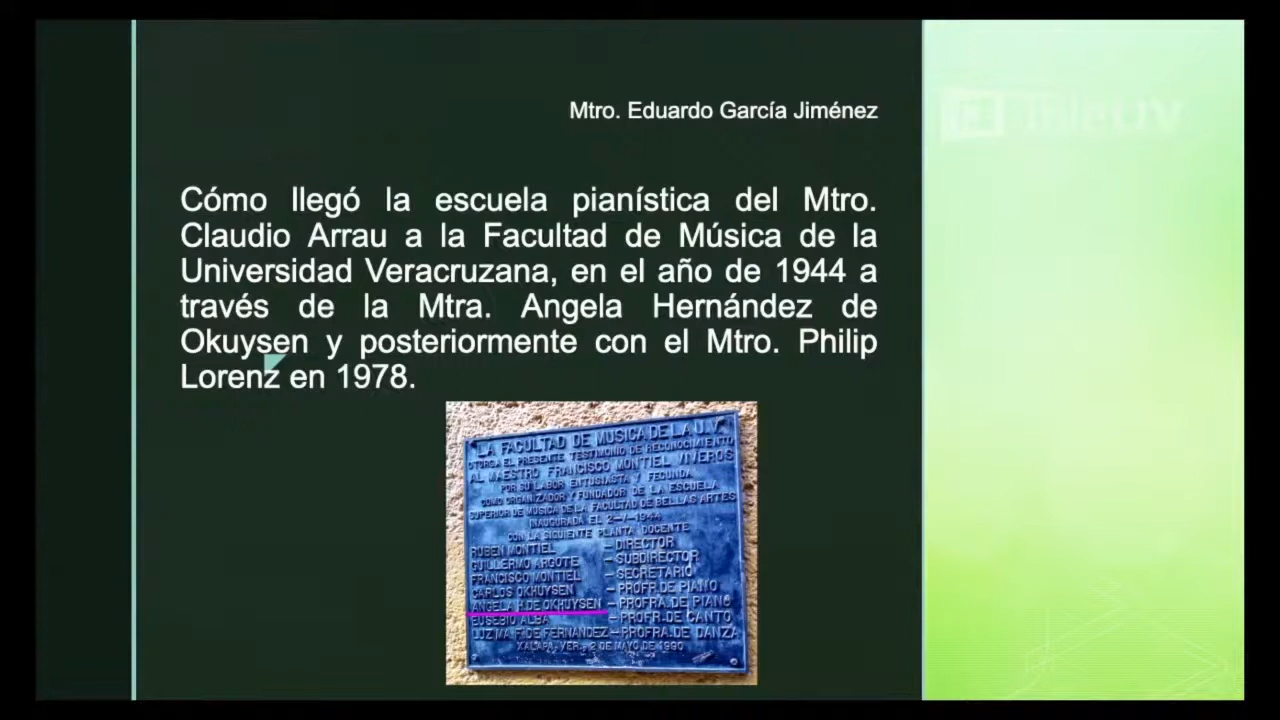 Mtro. Eduardo García Jiménez
Cómo llegó la escuela pianística del Mtro.
Claudio Arrau a la Facultad de Música de la
Universidad Veracruzana, en el año de 1944 a
través de la Mtra. Angela Hernández de
Okuysen y posteriormente con el Mtro. Philip
Lorenz en 1978.
LA FACULTAD DE MUSICA DE LA U.V.
OTORGA EL PRESENTE TESTIMONIO DE RECONOCIMIENTO
AL MAESTRO FRANCISCO MONTIEL VIVEROS
POR SU LABOR ENTUSIASTA Y FECUNDA
COMO ORGANIZADOR Y FUNDADOR DE LA ESCUELA
SUPERIOR DE MUSICA DE LA FACULTAD DE BELLAS ARTES
INAUGURADA EL 2-/-1944
CON LA SIGUIENTE PLANTA DOCENTE
RUBEN MONTIEL – DIRECTOR
GUILLERMO ARGOTE – SUBDIRECTOR
FRANCISCO MONTIEL – SECRETARIO
CARLOS OKHUYSEN – PROFR. DE PIANO
ANGELA H. DE OKHUYSEN – PROFRA. DE PIANO
EUSEBIO ALBA – PROFR. DE CANTO
LUZ MA. F. DE FERNANDEZ – PROFRA. DE DANZA
XALAPA, VER., 2 DE MAYO DE 1990